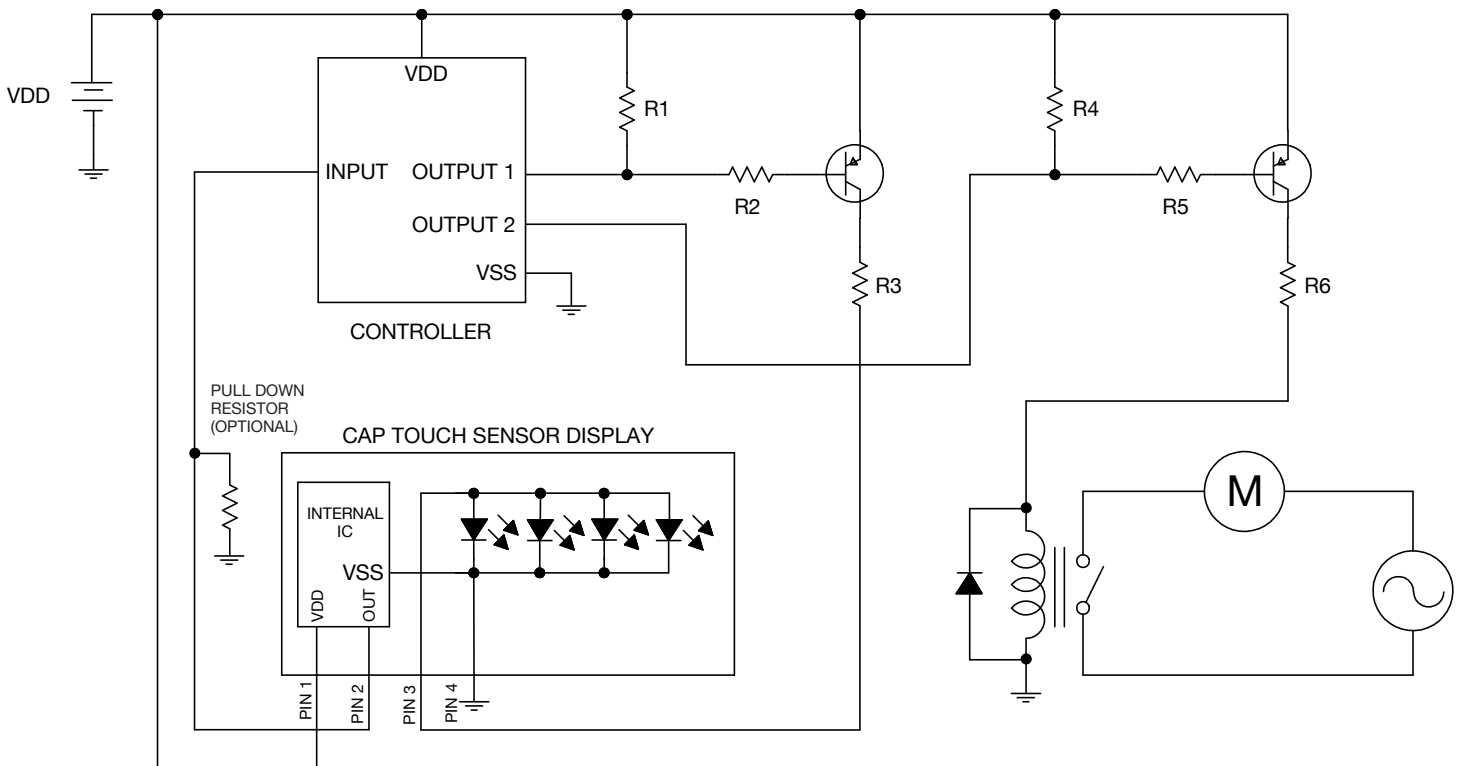 VDD
VDD
INPUT
OUTPUT 1
OUTPUT 2
VSS
CONTROLLER
R1
R2
R3
R4
R5
R6
PULL DOWN
RESISTOR
(OPTIONAL)
CAP TOUCH SENSOR DISPLAY
INTERNAL
IC
VSS
VDD
OUT
PIN 1
PIN 2
PIN 3
PIN 4
M